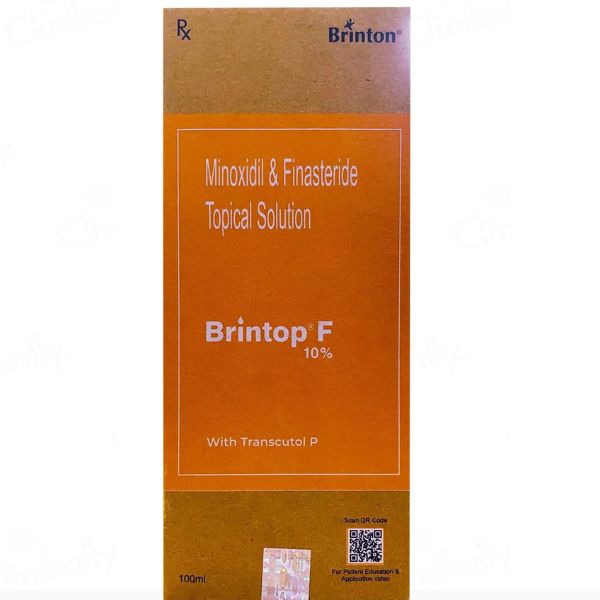 Rx
Brinton®
Minoxidil & Finasteride
Topical Solution
Brintop® F
10%
With Transcutol P
Scan QR Code
For Patient Education &
Application video
100ml